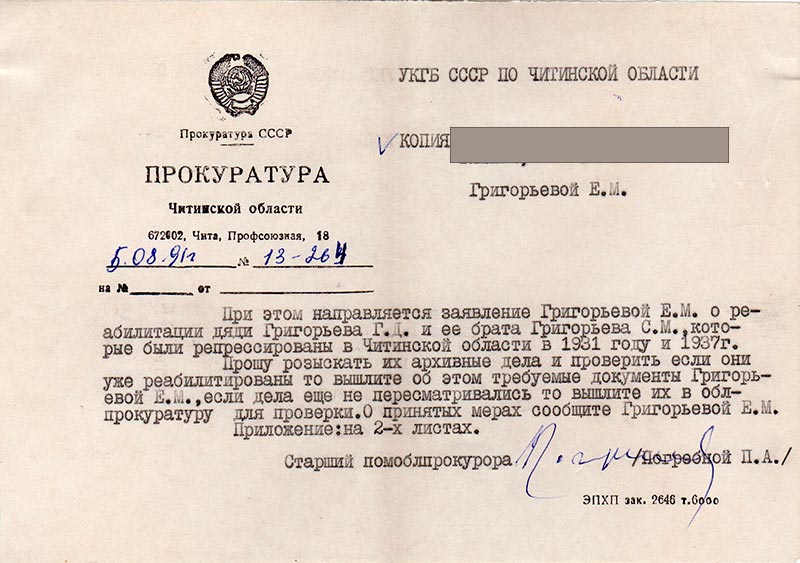 УКГБ СССР ПО ЧИТИНСКОЙ ОБЛАСТИ
КОПИЯ
Григорьевой Е.М.
Прокуратура СССР
ПРОКУРАТУРА
Читинской области
672002, Чита, Профсоюзная, 18
5.08.91г № 13-264
на № от
При этом направляется заявление Григорьевой Е.М. о ре-
абилитации дяди Григорьева Г.Д. и ее брата Григорьева С.М.,кото-
рые были репрессированы в Читинской области в 1931 году и 1937г.
Прошу розыскать их архивные дела и проверить если они
уже реабилитированы то вышлите об этом требуемые документы Григорь-
евой Е.М.,если дела еще не пересматривались то вышлите их в обл-
прокуратуру для проверки.О принятых мерах сообщите Григорьевой Е.М.
Приложение:на 2-х листах.
Старший помоблпрокурора /Погребной П.А./
ЭПХП зак. 2646 т.6000